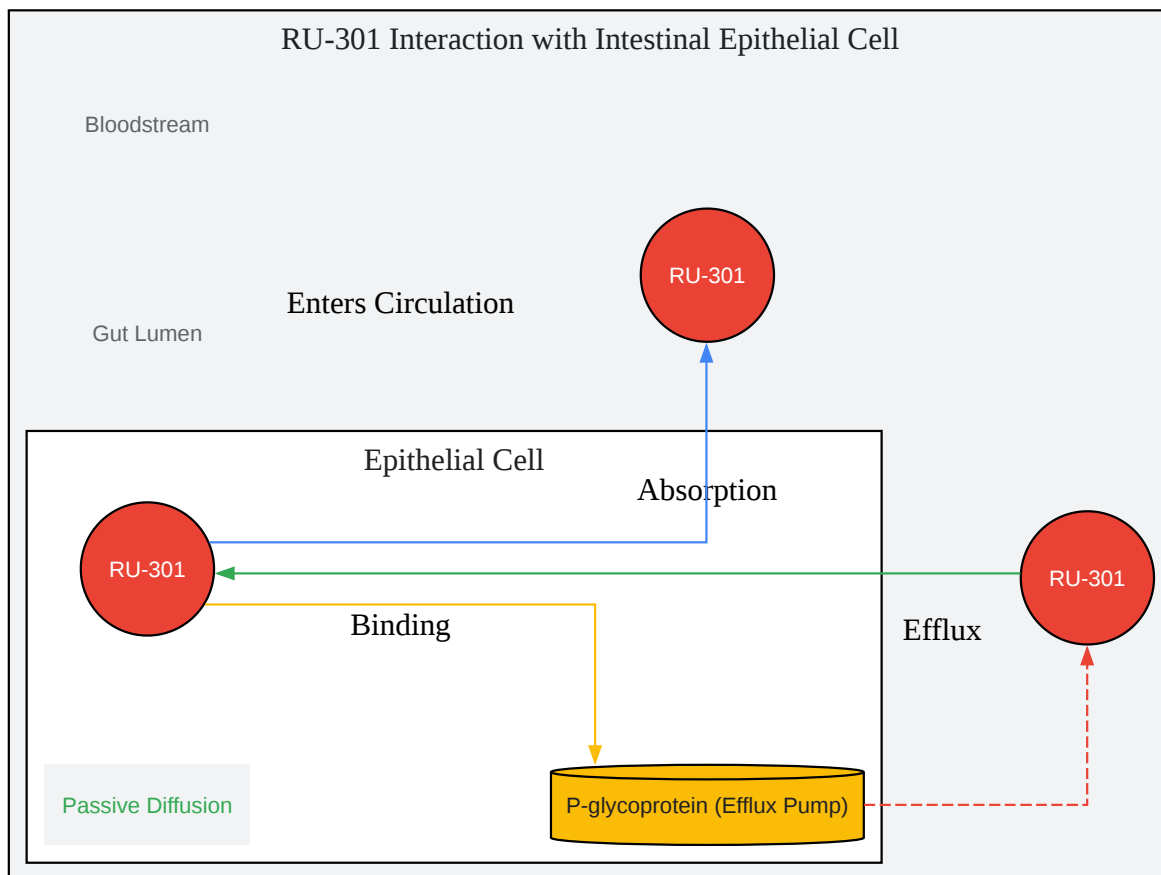 RU-301 Interaction with Intestinal Epithelial Cell
Bloodstream
RU-301
Enters Circulation
Gut Lumen
Epithelial Cell
Absorption
RU-301
RU-301
Binding
Efflux
Passive Diffusion
P-glycoprotein (Efflux Pump)